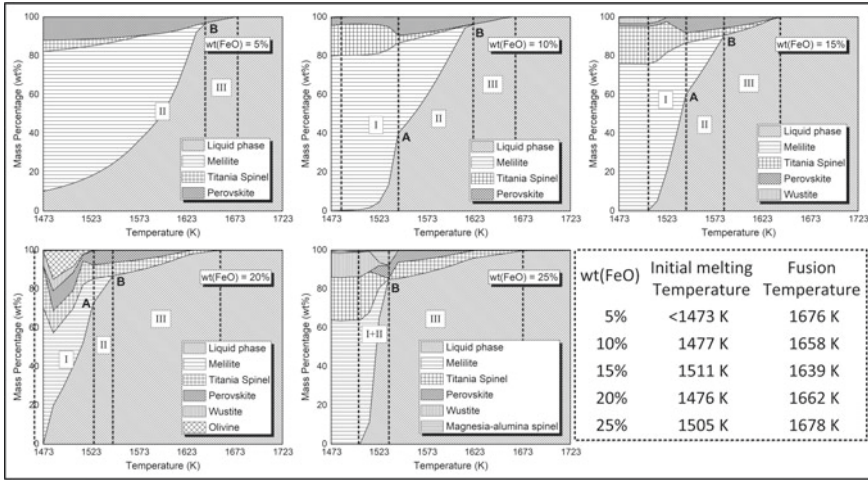 wt(FeO) = 5%
B
III
II
Liquid phase
Melilite
Titania Spinel
Perovskite
Mass Percentage (wt%)
100
80
60
40
20
0
1473 1523 1573 1623 1673 1723
Temperature (K)
wt(FeO) = 10%
B
III
I
II
A
Liquid phase
Melilite
Titania Spinel
Perovskite
Mass Percentage (wt%)
100
80
60
40
20
0
1473 1523 1573 1623 1673 1723
Temperature (K)
wt(FeO) = 15%
B
I
III
A
II
Liquid phase
Melilite
Titania Spinel
Perovskite
Wustite
Mass Percentage (wt%)
100
80
60
40
20
0
1473 1523 1573 1623 1673 1723
Temperature (K)
wt(FeO) = 20%
B
A
III
I
II
Liquid phase
Melilite
Titania Spinel
Perovskite
Wustite
Olivine
Mass Percentage (wt%)
100
80
60
40
20
0
1473 1523 1573 1623 1673 1723
Temperature (K)
wt(FeO) = 25%
B
III
I+II
Liquid phase
Melilite
Titania Spinel
Perovskite
Wustite
Magnesia-alumina spinel
Mass Percentage (wt%)
100
80
60
40
20
0
1473 1523 1573 1623 1673 1723
Temperature (K)
wt(FeO) Initial melting Temperature Fusion Temperature
5% <1473 K 1676 K
10% 1477 K 1658 K
15% 1511 K 1639 K
20% 1476 K 1662 K
25% 1505 K 1678 K